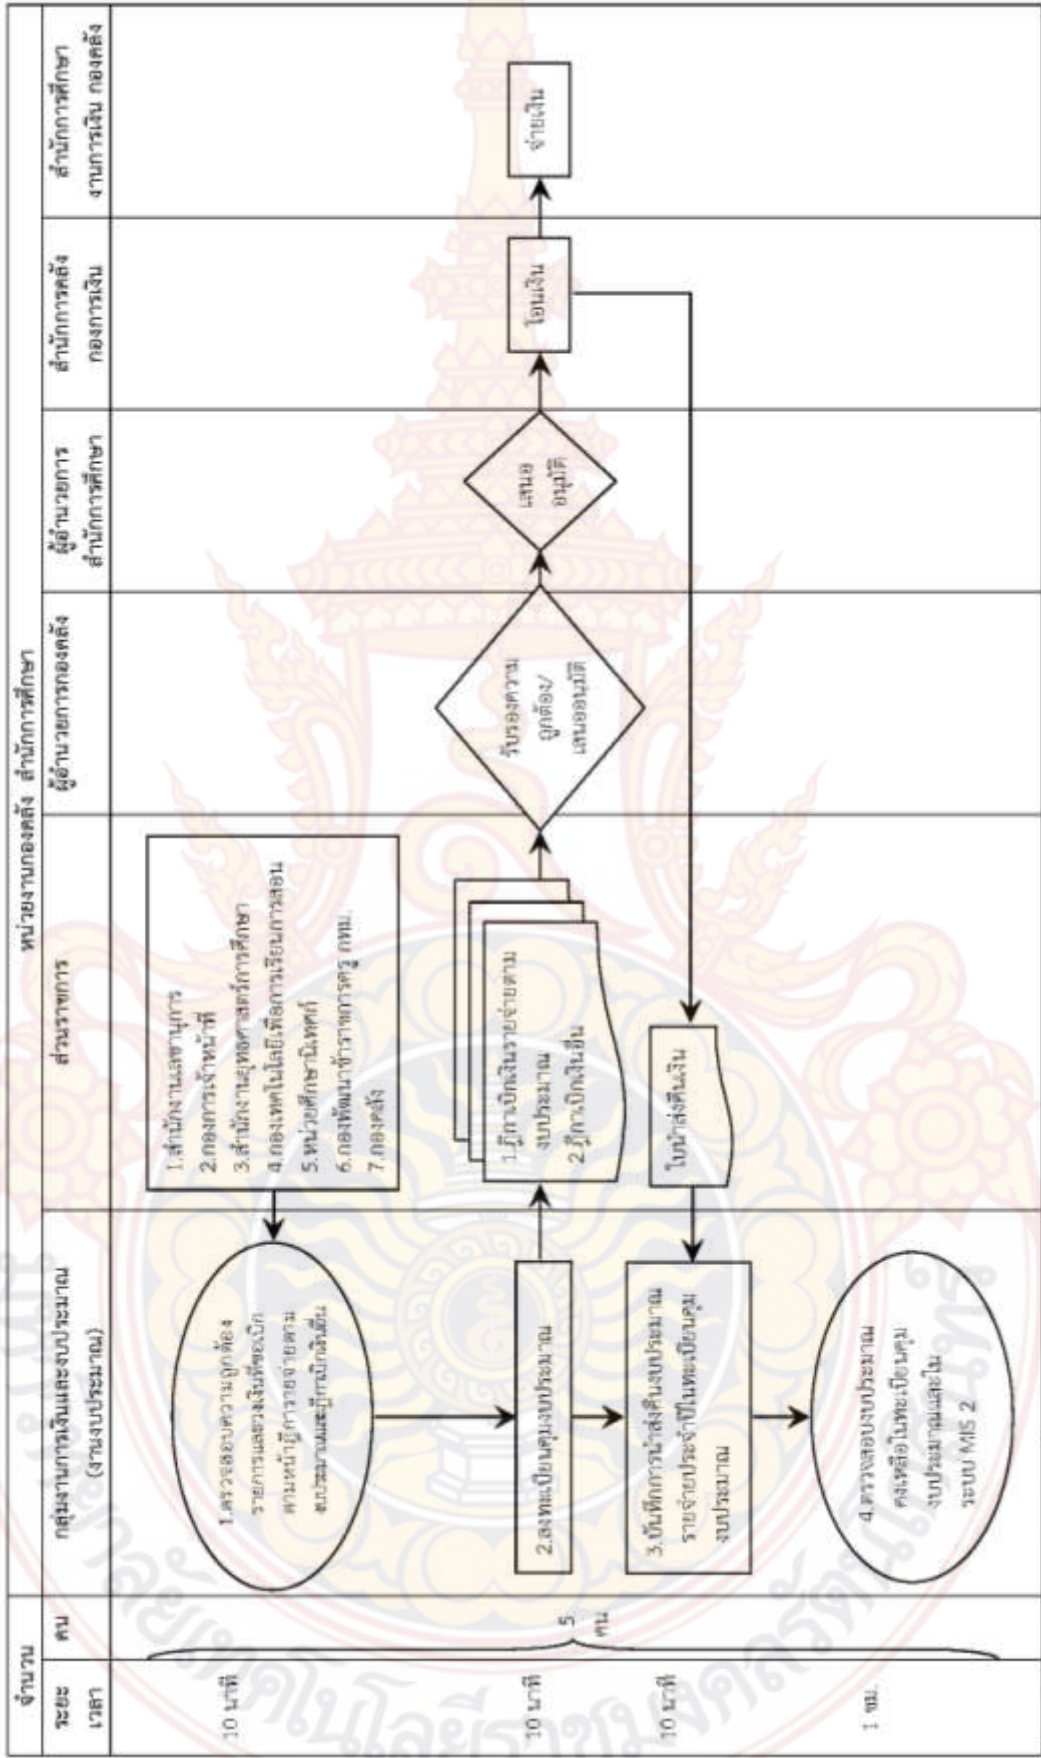 จำนวน
หน่วยงานกองคลัง สำนักการศึกษา
ระยะ
เวลา
คน
กลุ่มงานการเงินและงบประมาณ
(งานงบประมาณ)
ส่วนราชการ
ผู้อำนวยการกองคลัง
ผู้อำนวยการ
สำนักการศึกษา
สำนักการคลัง
กองการเงิน
สำนักการศึกษา
งานการเงิน กองคลัง
10 นาที
1.ตรวจสอบความถูกต้อง
รายการและวงเงินที่ขอเบิก
ตามหน้าฎีการายจ่ายตาม
งบประมาณและฎีกาเบิกเงินอื่น
1.สำนักงานเลขานุการ
2.กองการเจ้าหน้าที่
3.สำนักงานยุทธศาสตร์การศึกษา
4.กองเทคโนโลยีเพื่อการเรียนการสอน
5.หน่วยศึกษานิเทศก์
6.กองพัฒนาข้าราชการครู กทม.
7.กองคลัง
10 นาที
5
คน
2.ลงทะเบียนคุมงบประมาณ
1.ฎีกาเบิกเงินรายจ่ายตาม
งบประมาณ
2.ฎีกาเบิกเงินอื่น
รับรองความ
ถูกต้อง/
เสนออนุมัติ
เสนอ
อนุมัติ
โอนเงิน
จ่ายเงิน
10 นาที
3.บันทึกการนำส่งคืนงบประมาณ
รายจ่ายประจำปีในทะเบียนคุม
งบประมาณ
ใบนำส่งคืนเงิน
1 ชม.
4.ตรวจสอบงบประมาณ
คงเหลือในทะเบียนคุม
งบประมาณและใน
ระบบ MIS 2